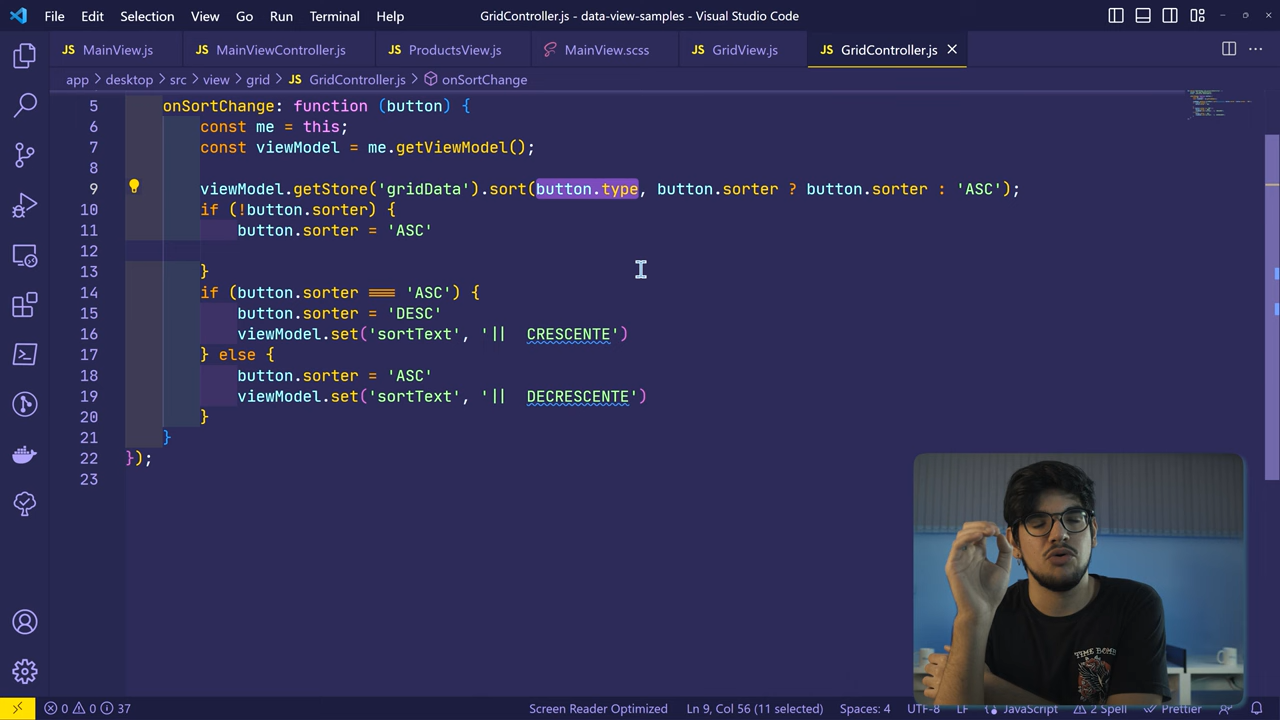 File Edit Selection View Go Run Terminal Help GridController.js - data-view-samples - Visual Studio Code
JS MainView.js JS MainViewController.js JS ProductsView.js MainView.scss JS GridView.js JS GridController.js
app > desktop > src > view > grid > JS GridController.js > onSortChange
5 onSortChange: function (button) {
6 const me = this;
7 const viewModel = me.getViewModel();
8
9 viewModel.getStore('gridData').sort(button.type, button.sorter ? button.sorter : 'ASC');
10 if (!button.sorter) {
11 button.sorter = 'ASC'
12
13 }
14 if (button.sorter === 'ASC') {
15 button.sorter = 'DESC'
16 viewModel.set('sortText', '||  CRESCENTE')
17 } else {
18 button.sorter = 'ASC'
19 viewModel.set('sortText', '||  DECRESCENTE')
20 }
21 }
22 });
23
TIME BOMB
0 0 37 Screen Reader Optimized Ln 9, Col 56 (11 selected) Spaces: 4 UTF-8 LF JavaScript 2 Spell Prettier